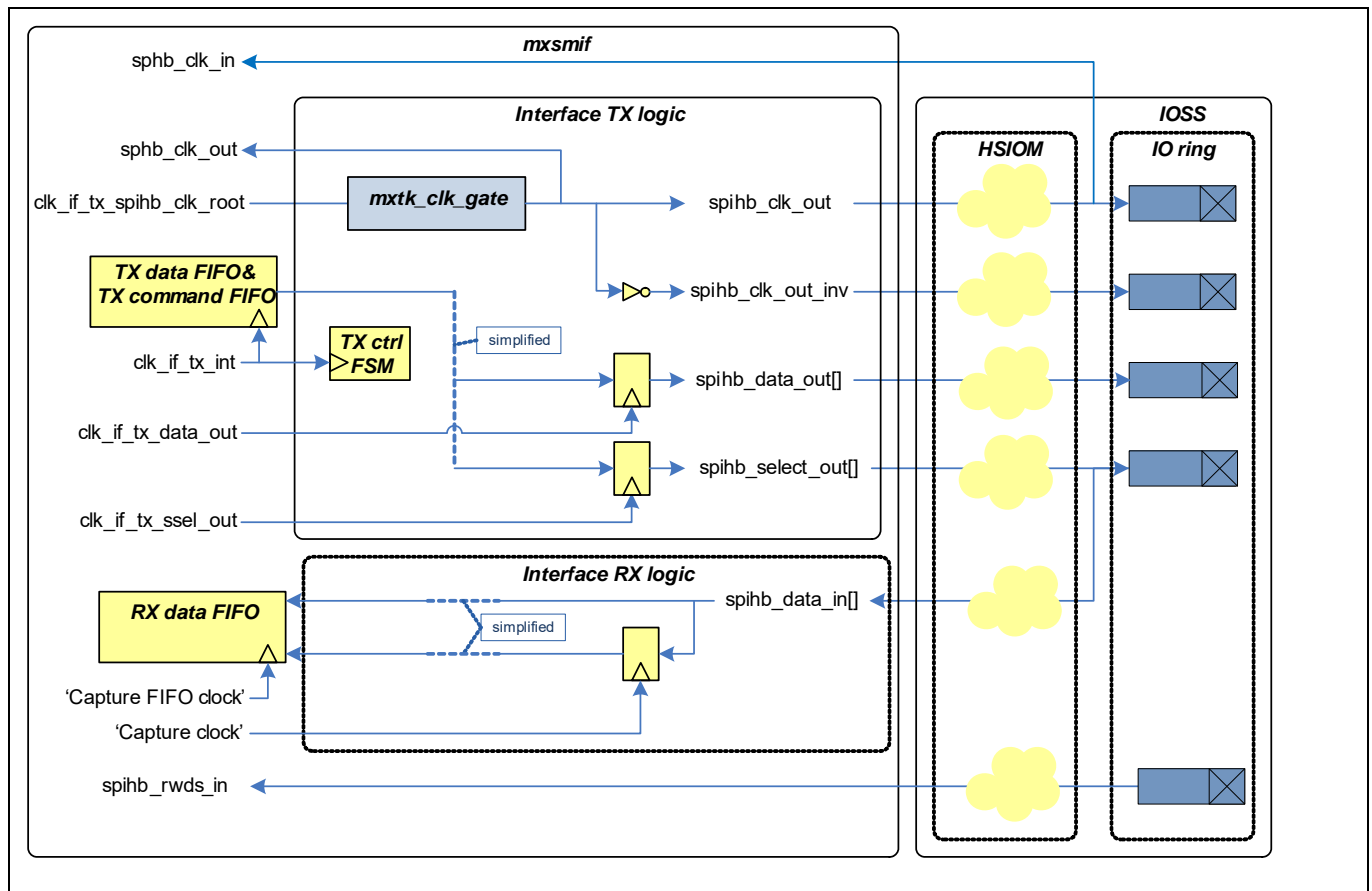 mxsmif
sphb_clk_in
Interface TX logic
IOSS
sphb_clk_out
HSIOM
IO ring
clk_if_tx_spihb_clk_root
mxtk_clk_gate
spihb_clk_out
TX data FIFO&
TX command FIFO
spihb_clk_out_inv
simplified
TX ctrl
FSM
clk_if_tx_int
spihb_data_out[]
clk_if_tx_data_out
spihb_select_out[]
clk_if_tx_ssel_out
Interface RX logic
RX data FIFO
spihb_data_in[]
simplified
‘Capture FIFO clock’
‘Capture clock’
spihb_rwds_in